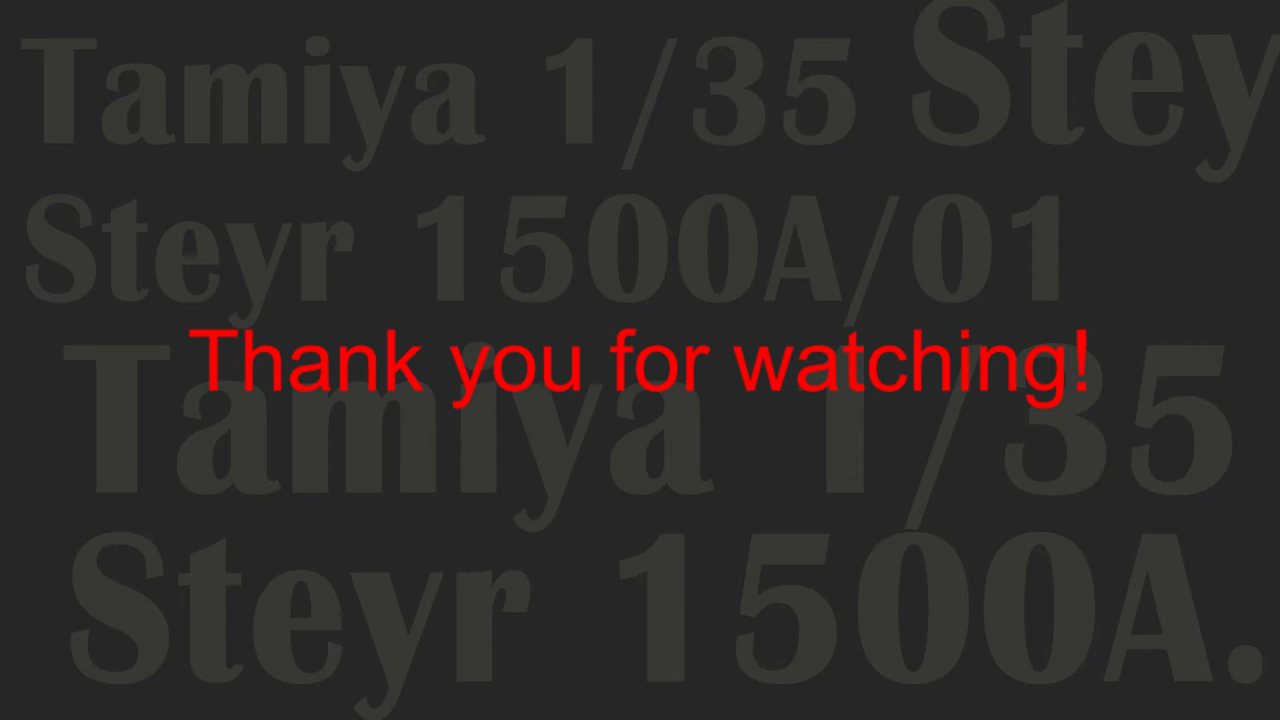 Tamiya 1/35 Stey
Steyr 1500A/01
Thank you for watching!
Tamiya 1/35
Steyr 1500A.